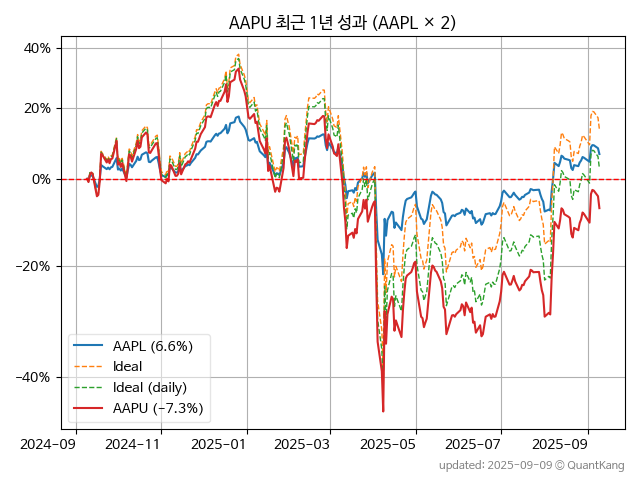 AAPU 최근 1년 성과 (AAPL × 2)
40%
20%
0%
−20%
−40%
AAPL (6.6%)
Ideal
Ideal (daily)
AAPU (−7.3%)
2024-09 2024-11 2025-01 2025-03 2025-05 2025-07 2025-09
updated: 2025-09-09 © QuantKang